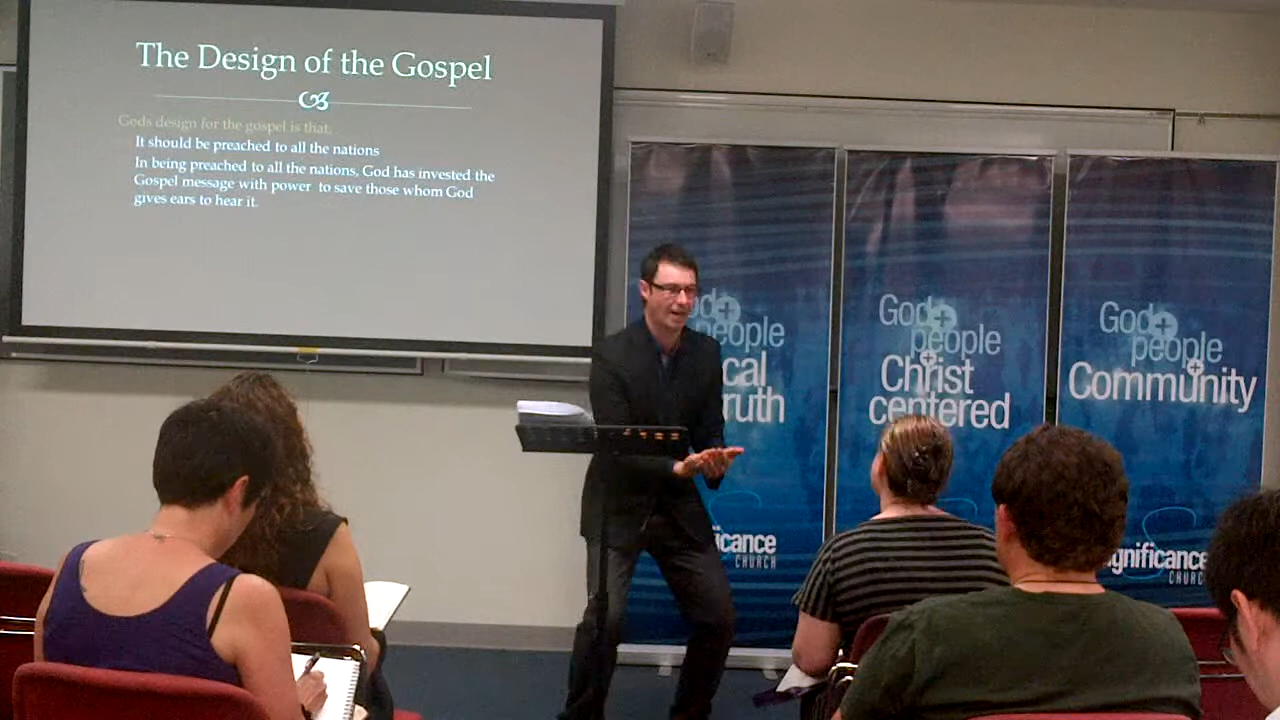 The Design of the Gospel
Gods design for the gospel is that:
It should be preached to all the nations
In being preached to all the nations, God has invested the
Gospel message with power to save those whom God
gives ears to hear it.
God +
people
cal
ruth
icance
CHURCH
God +
people
+
Christ
centered
God +
people
+
Community
ignificance
CHURC